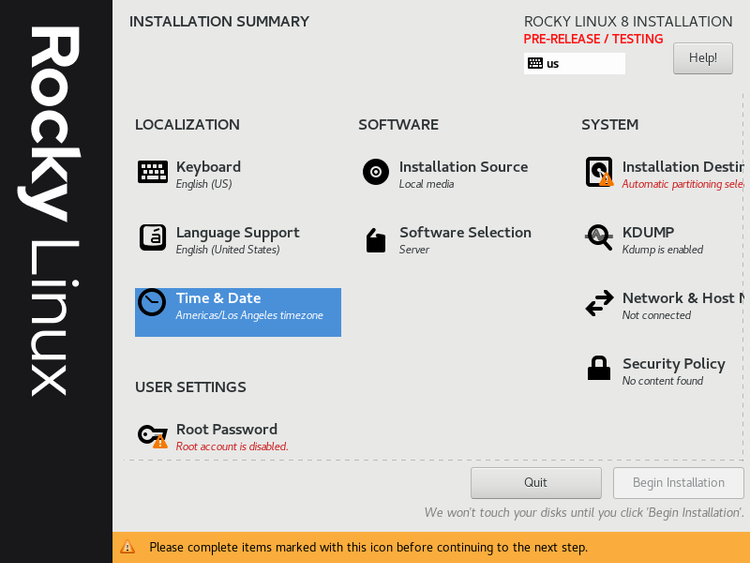 Rocky Linux
INSTALLATION SUMMARY
ROCKY LINUX 8 INSTALLATION
PRE-RELEASE / TESTING
us
Help!
LOCALIZATION
Keyboard
English (US)
Language Support
English (United States)
Time & Date
Americas/Los Angeles timezone
USER SETTINGS
Root Password
Root account is disabled.
SOFTWARE
Installation Source
Local media
Software Selection
Server
SYSTEM
Installation Destin
Automatic partitioning sele
KDUMP
Kdump is enabled
Network & Host N
Not connected
Security Policy
No content found
Quit
Begin Installation
We won't touch your disks until you click 'Begin Installation'.
Please complete items marked with this icon before continuing to the next step.